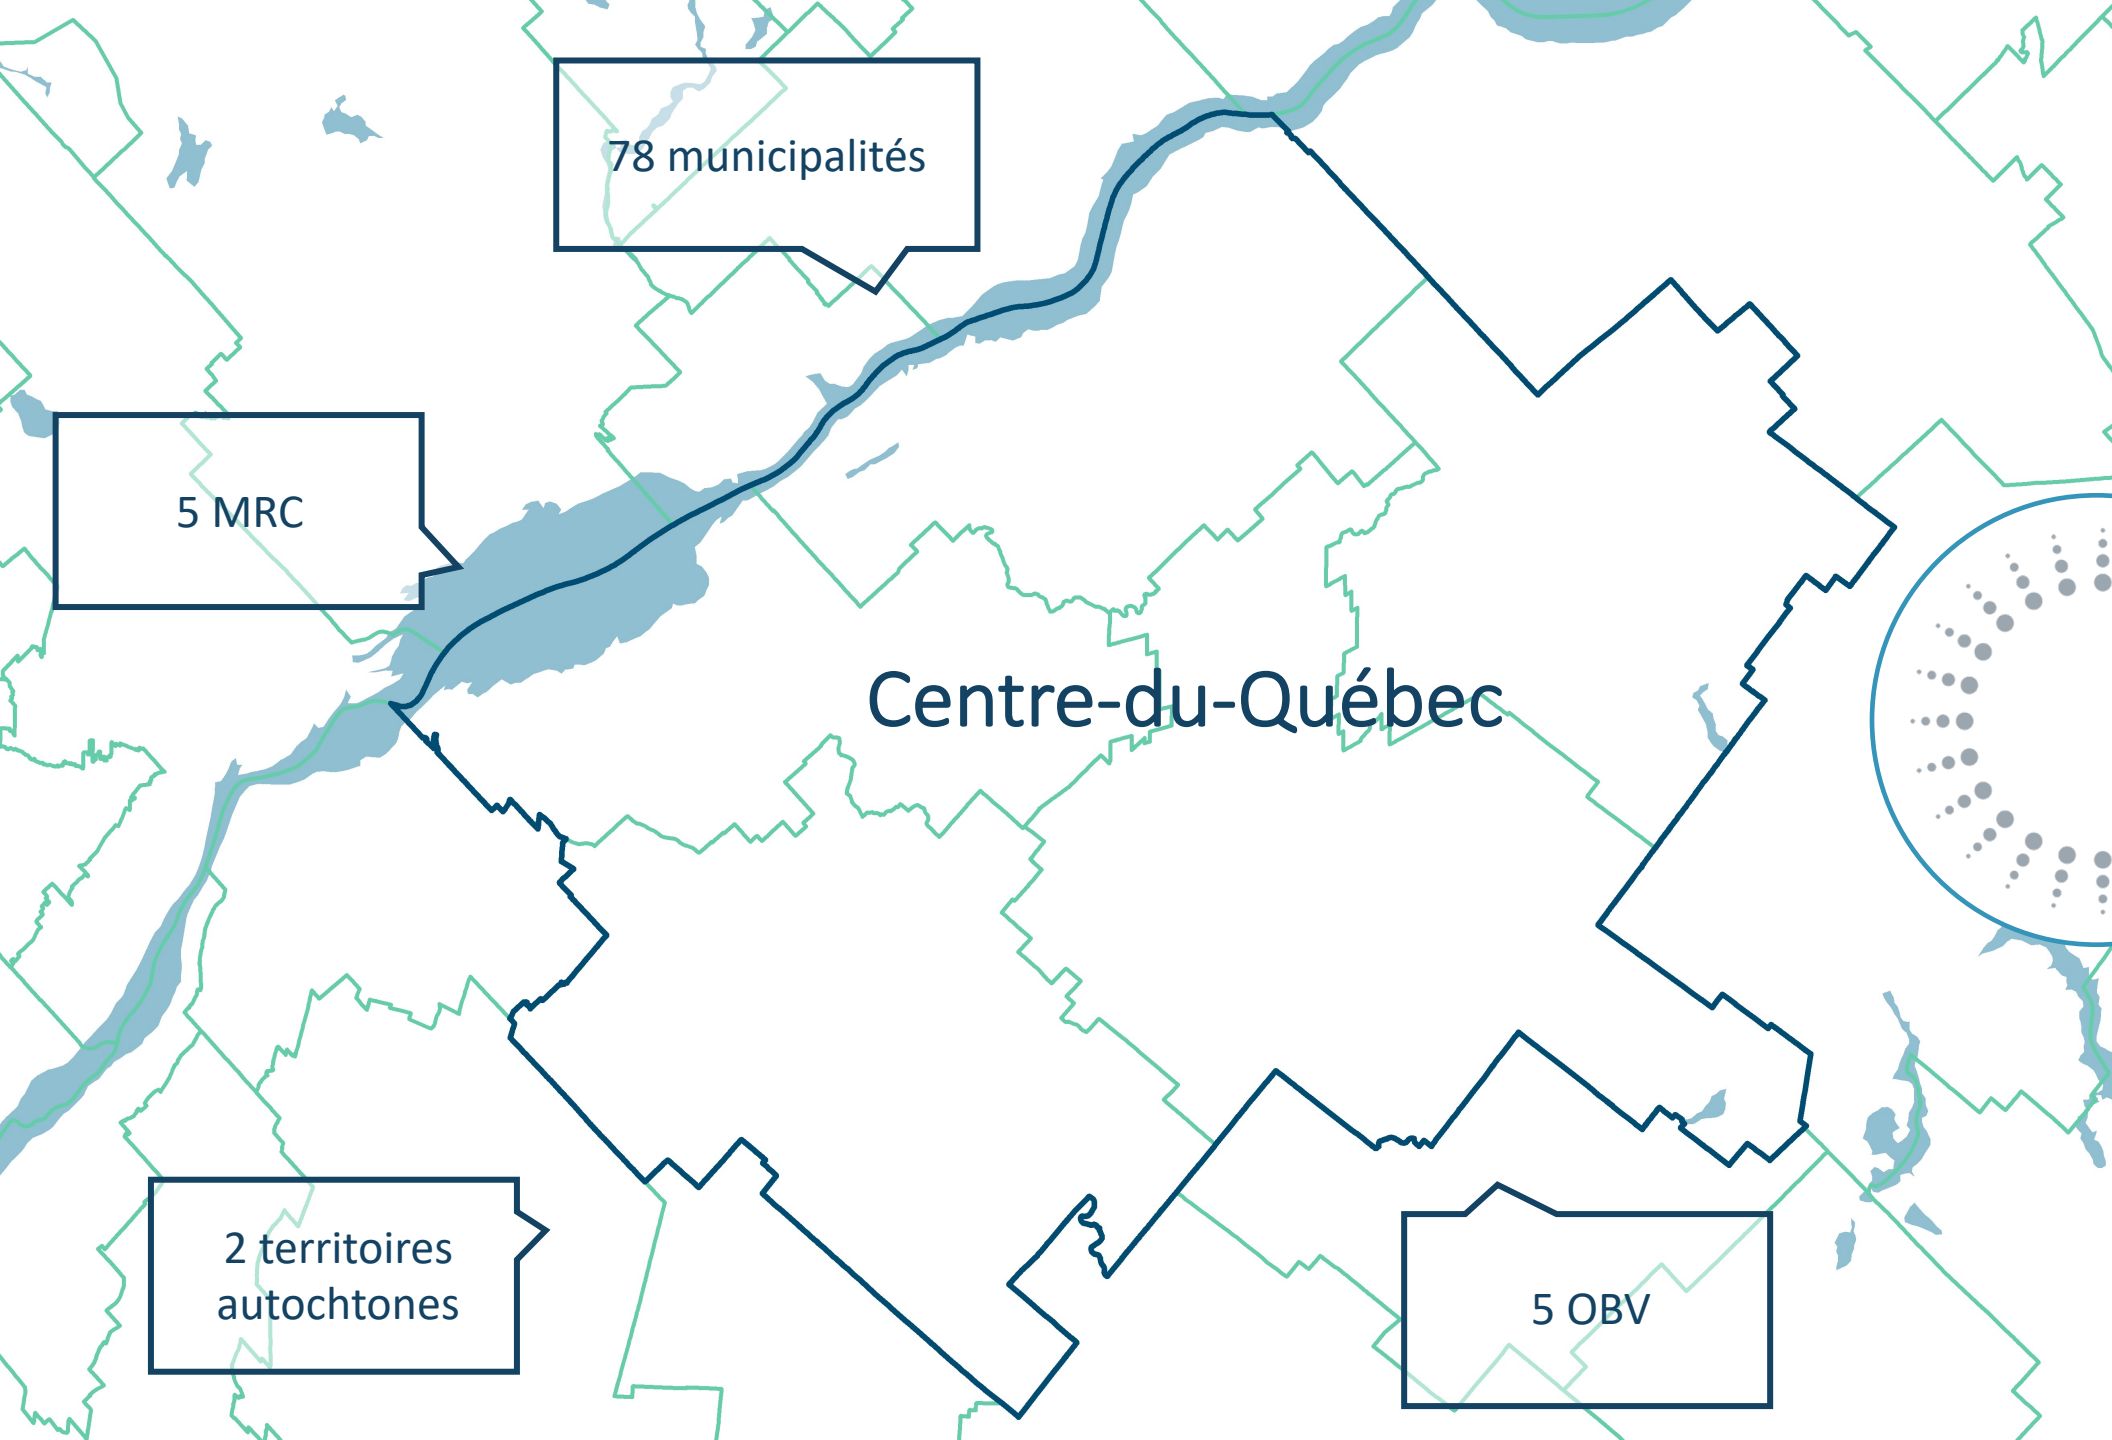 78 municipalités
5 MRC
Centre-du-Québec
2 territoires
autochtones
5 OBV